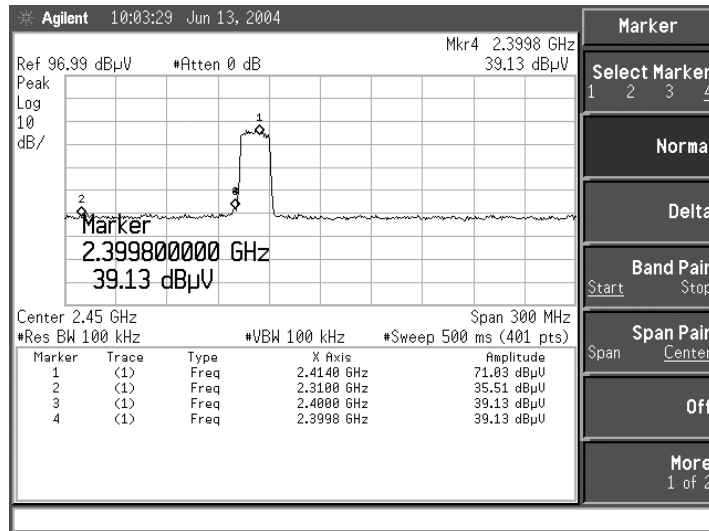 Agilent 10:03:29 Jun 13, 2004
Mkr4 2.3998 GHz
Ref 96.99 dBµV #Atten 0 dB 39.13 dBµV
Peak
Log
10
dB/
1
2
Marker
2.399800000 GHz
39.13 dBµV
Center 2.45 GHz Span 300 MHz
#Res BW 100 kHz #VBW 100 kHz #Sweep 500 ms (401 pts)
Marker Trace Type X Axis Amplitude
1 (1) Freq 2.4140 GHz 71.03 dBµV
2 (1) Freq 2.3100 GHz 35.51 dBµV
3 (1) Freq 2.4000 GHz 39.13 dBµV
4 (1) Freq 2.3998 GHz 39.13 dBµV
Marker
Select Marker
1 2 3 4
Norma
Delta
Band Pair
Start Stop
Span Pair
Span Center
Off
More
1 of 2